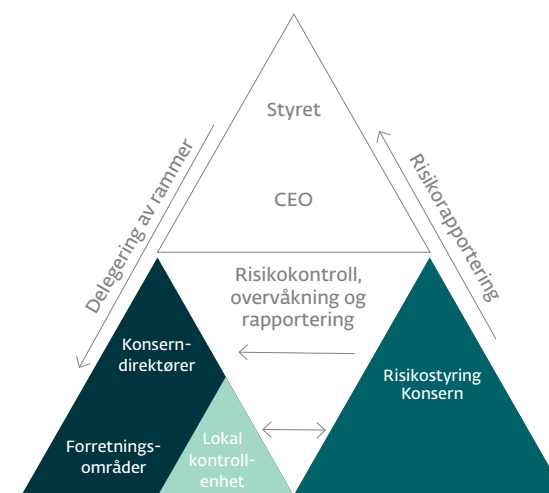 Styret
CEO
Delegering av rammer
Risikorapportering
Risikokontroll,
overvåkning og
rapportering
Konsern-
direktører
Risikostyring
Konsern
Forretnings-
områder
Lokal
kontroll-
enhet